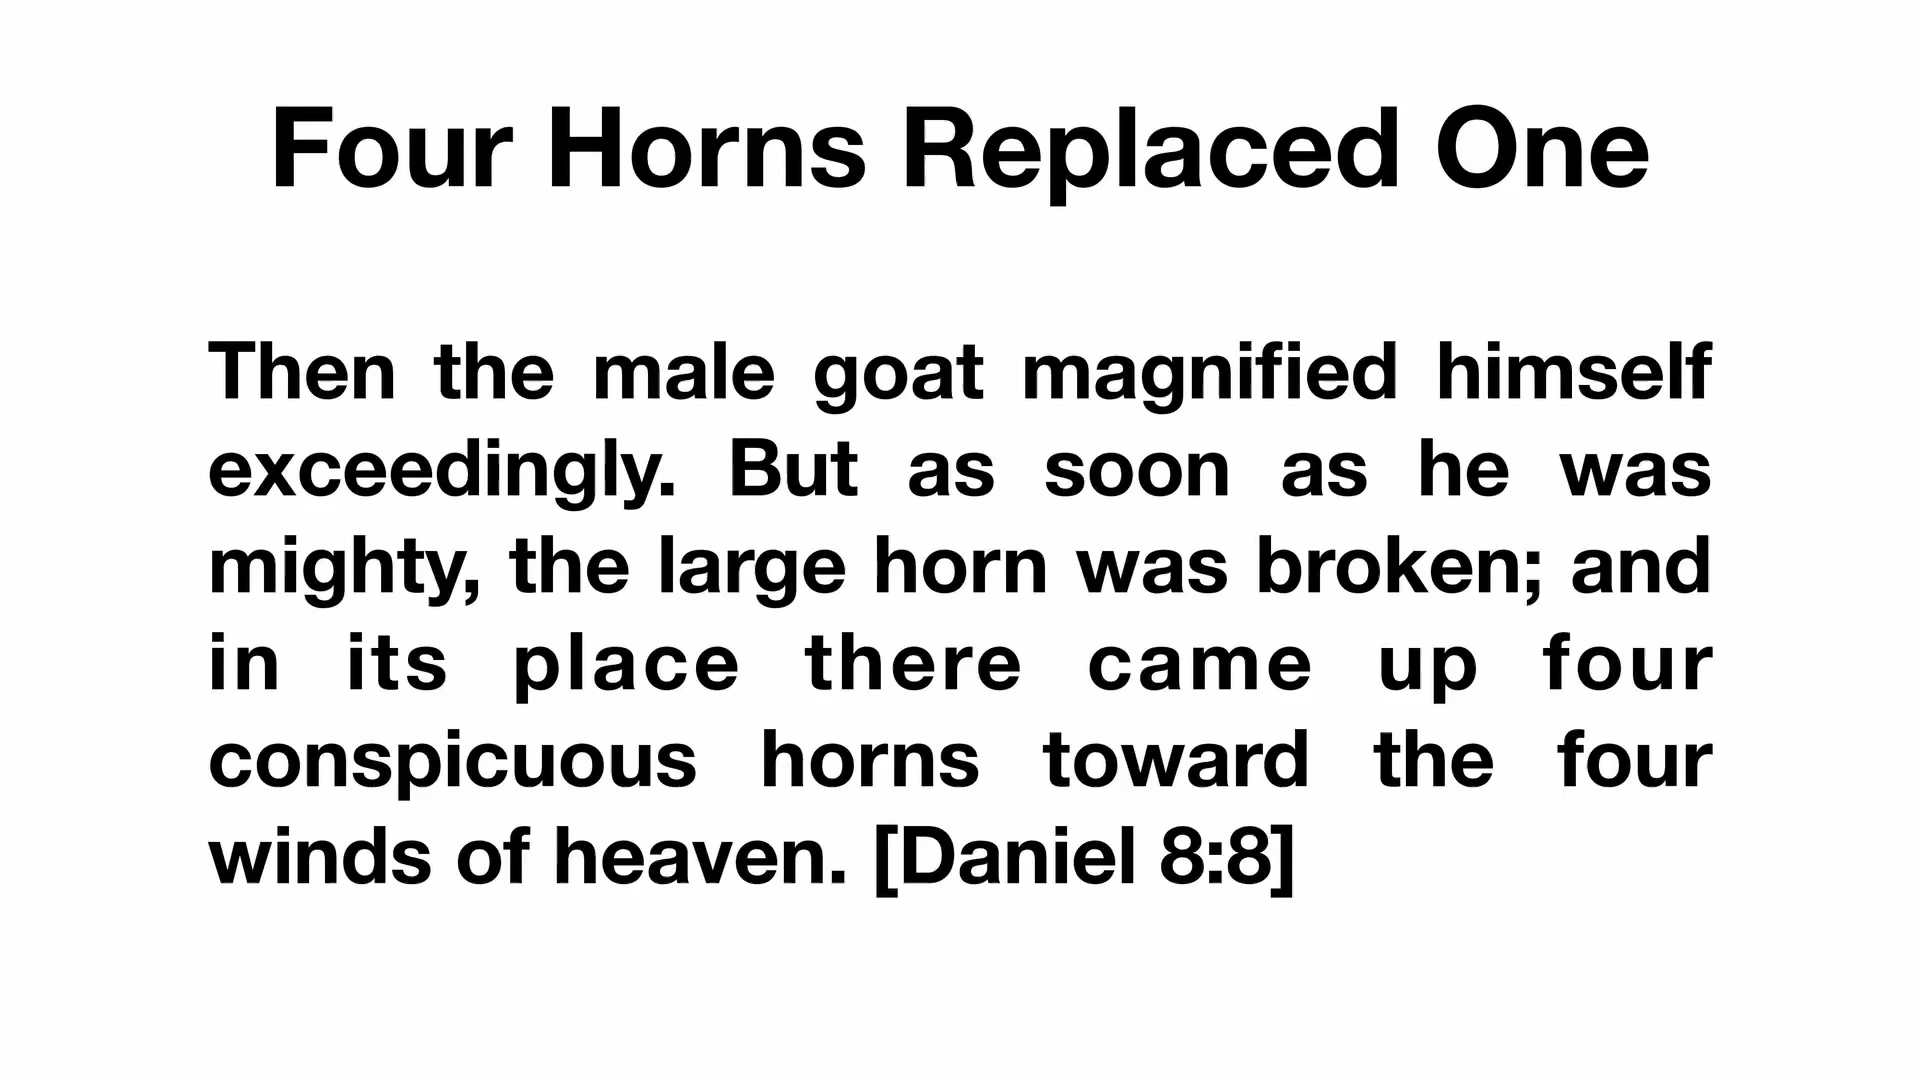 Four Horns Replaced One
Then the male goat magnified himself
exceedingly. But as soon as he was
mighty, the large horn was broken; and
in its place there came up four
conspicuous horns toward the four
winds of heaven. [Daniel 8:8]